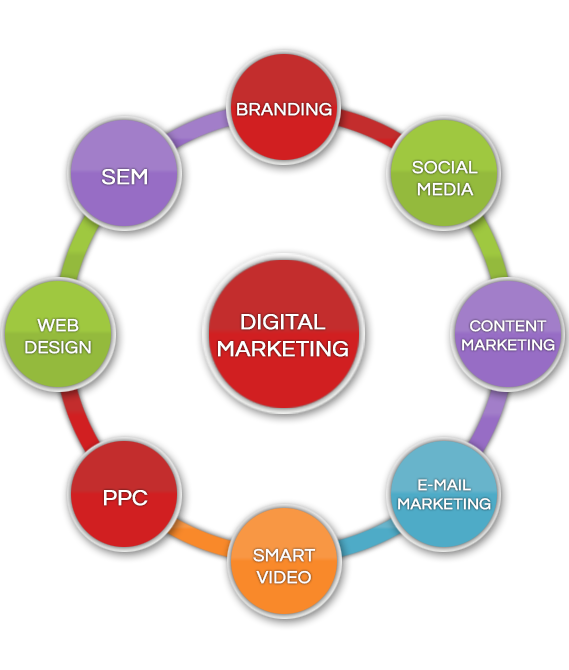 BRANDING
SOCIAL
MEDIA
CONTENT
MARKETING
E-MAIL
MARKETING
SMART
VIDEO
PPC
WEB
DESIGN
SEM
DIGITAL
MARKETING